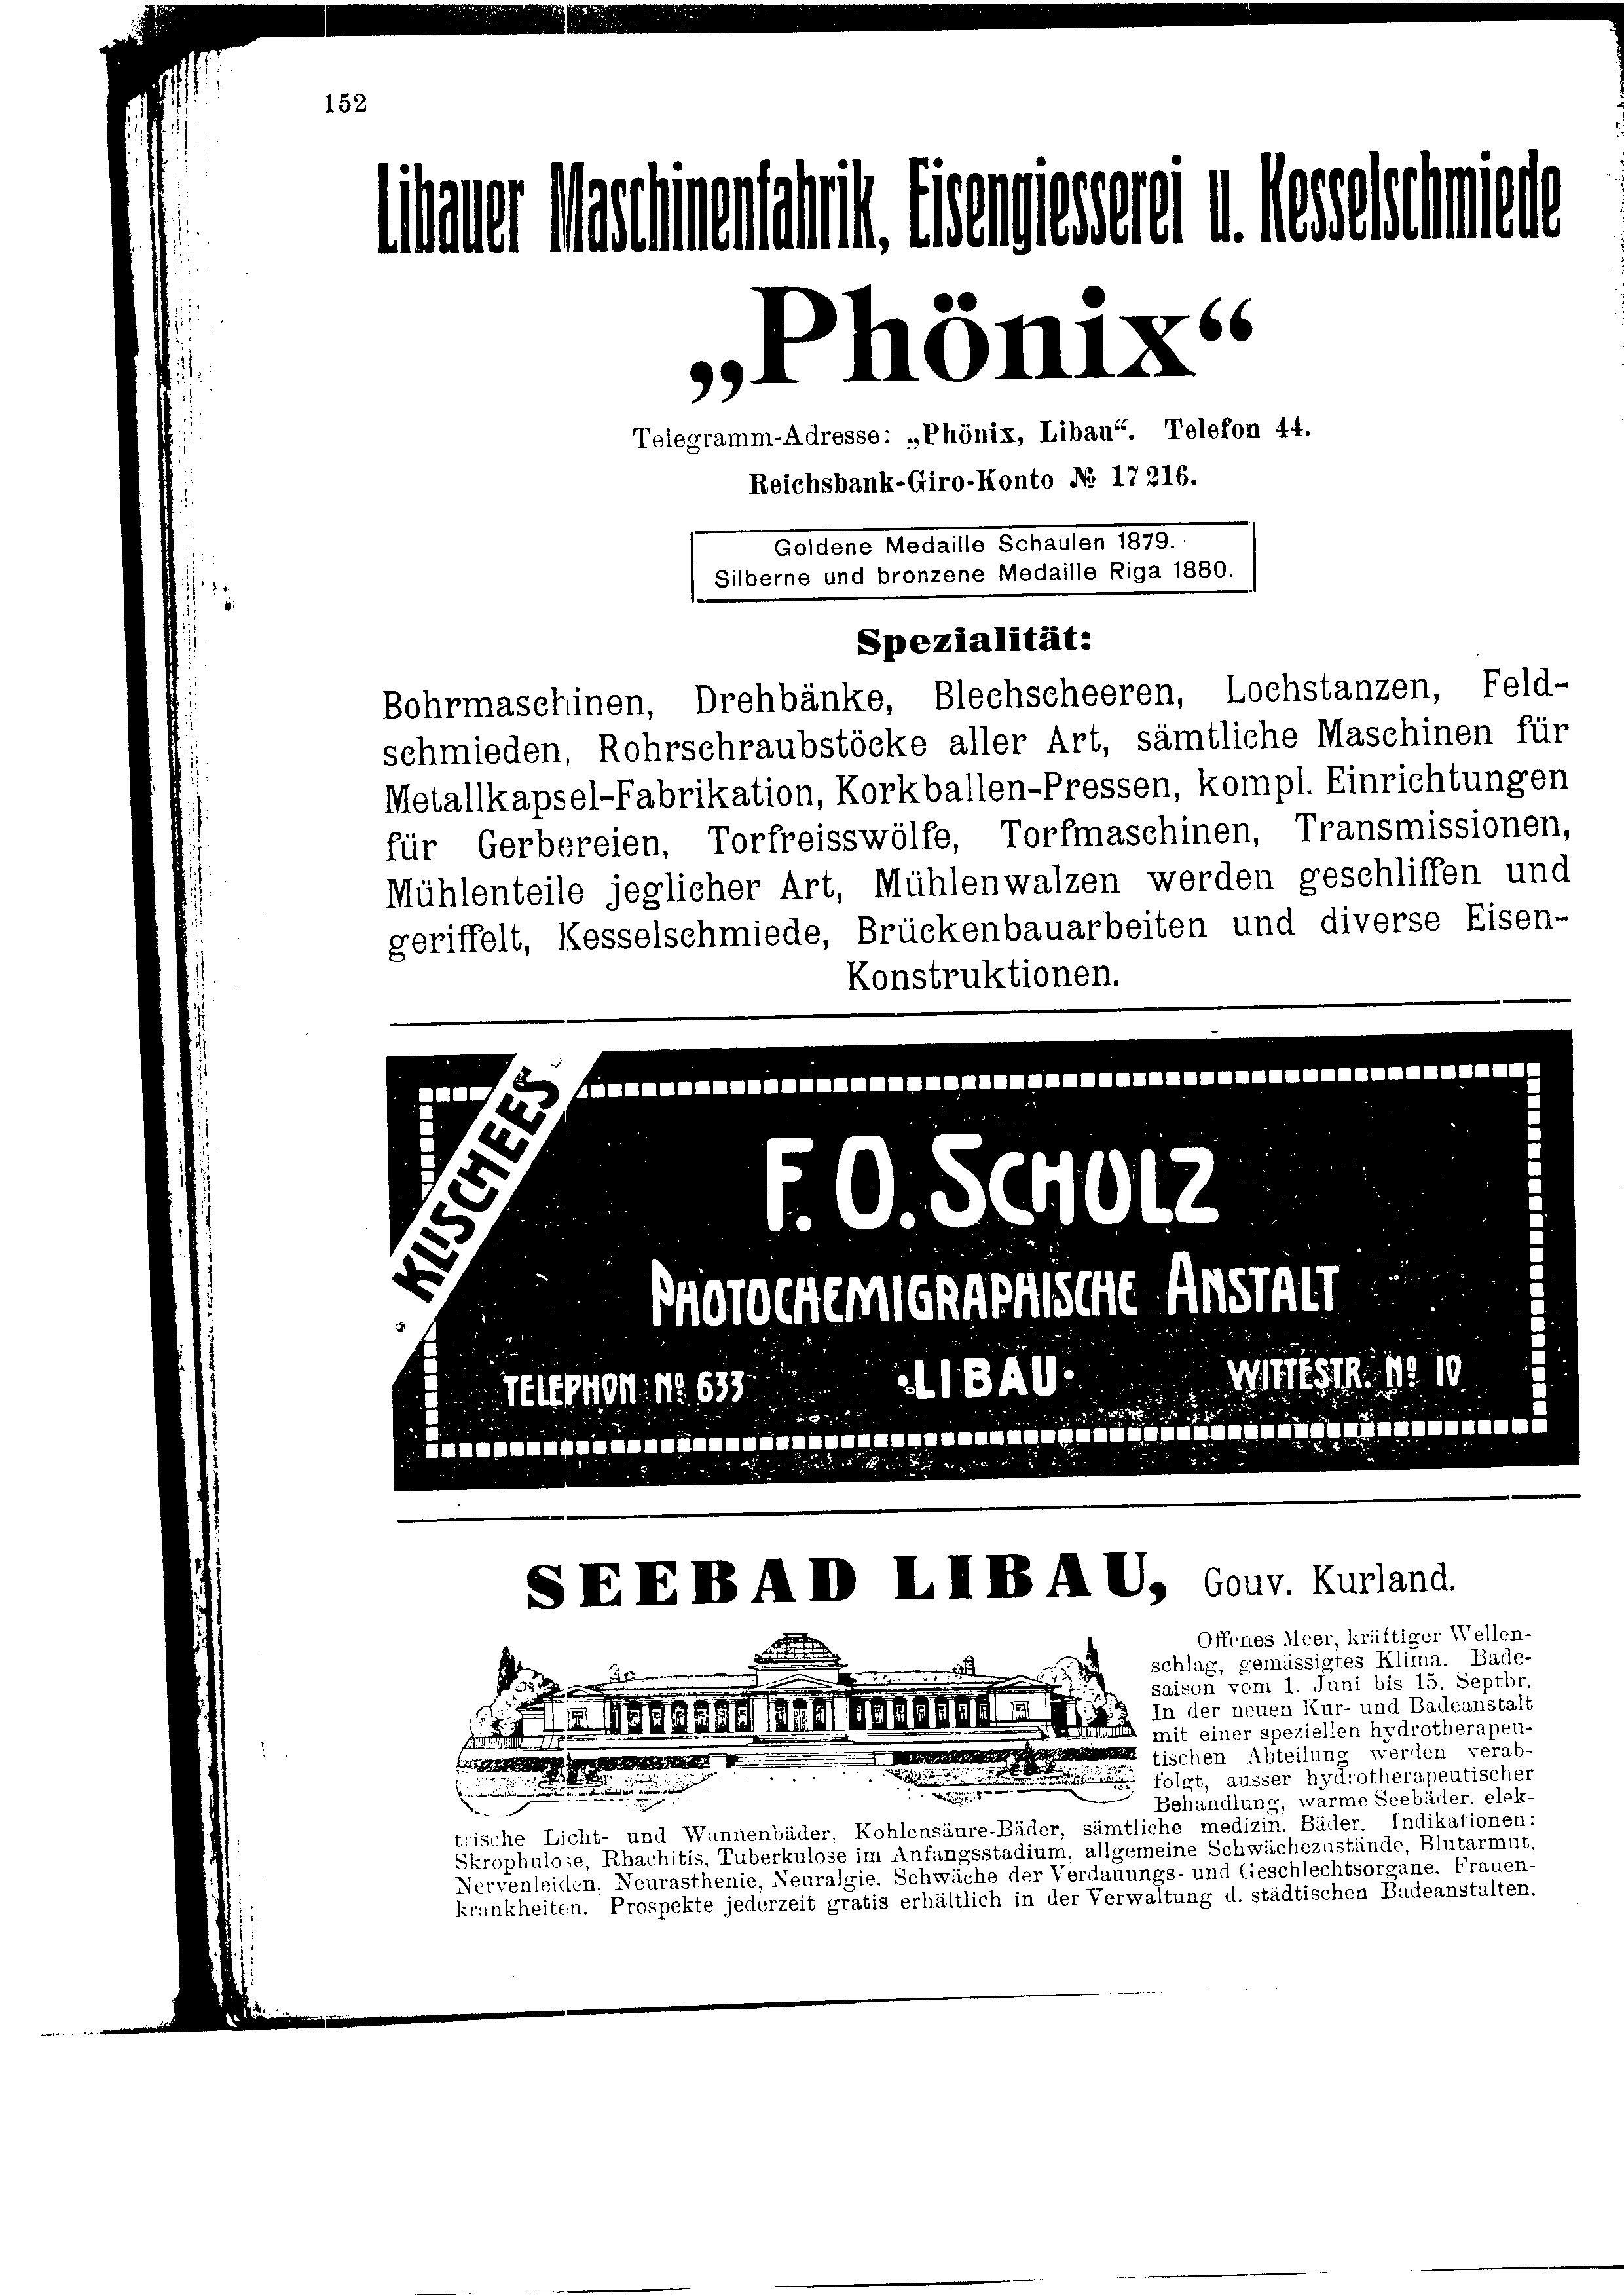 152
Libauer Maschinenfabrik, Eisengiesserei u. Kesselschmiede
„Phönix“
Telegramm-Adresse: „Phönix, Libau“. Telefon 44.
Reichsbank-Giro-Konto № 17216.
Goldene Medaille Schaulen 1879.
Silberne und bronzene Medaille Riga 1880.
Spezialität:
Bohrmaschinen, Drehbänke, Blechscheeren, Lochstanzen, Feld-
schmieden, Rohrschraubstöcke aller Art, sämtliche Maschinen für
Metallkapsel-Fabrikation, Korkballen-Pressen, kompl. Einrichtungen
für Gerbereien, Torfreisswölfe, Torfmaschinen, Transmissionen,
Mühlenteile jeglicher Art, Mühlenwalzen werden geschliffen und
geriffelt, Kesselschmiede, Brückenbauarbeiten und diverse Eisen-
Konstruktionen.
KLISCHEES
F. O. SCHOLZ
PHOTOCHEMIGRAPHISCHE ANSTALT
TELEPHON Nº 633 ·LIBAU· WITTESTR. Nº 10
SEEBAD LIBAU, Gouv. Kurland.
Offenes Meer, kräftiger Wellen-
schlag, gemässigtes Klima. Bade-
saison vom 1. Juni bis 15. Septbr.
In der neuen Kur- und Badeanstalt
mit einer speziellen hydrotherapeu-
tischen Abteilung werden verab-
folgt, ausser hydrotherapeutischer
Behandlung, warme Seebäder, elek-
trische Licht- und Wannenbäder, Kohlensäure-Bäder, sämtliche medizin. Bäder. Indikationen:
Skrophulose, Rhachitis, Tuberkulose im Anfangsstadium, allgemeine Schwächezustände, Blutarmut,
Nervenleiden, Neurasthenie, Neuralgie, Schwäche der Verdauungs- und Geschlechtsorgane, Frauen-
krankheiten. Prospekte jederzeit gratis erhältlich in der Verwaltung d. städtischen Badeanstalten.